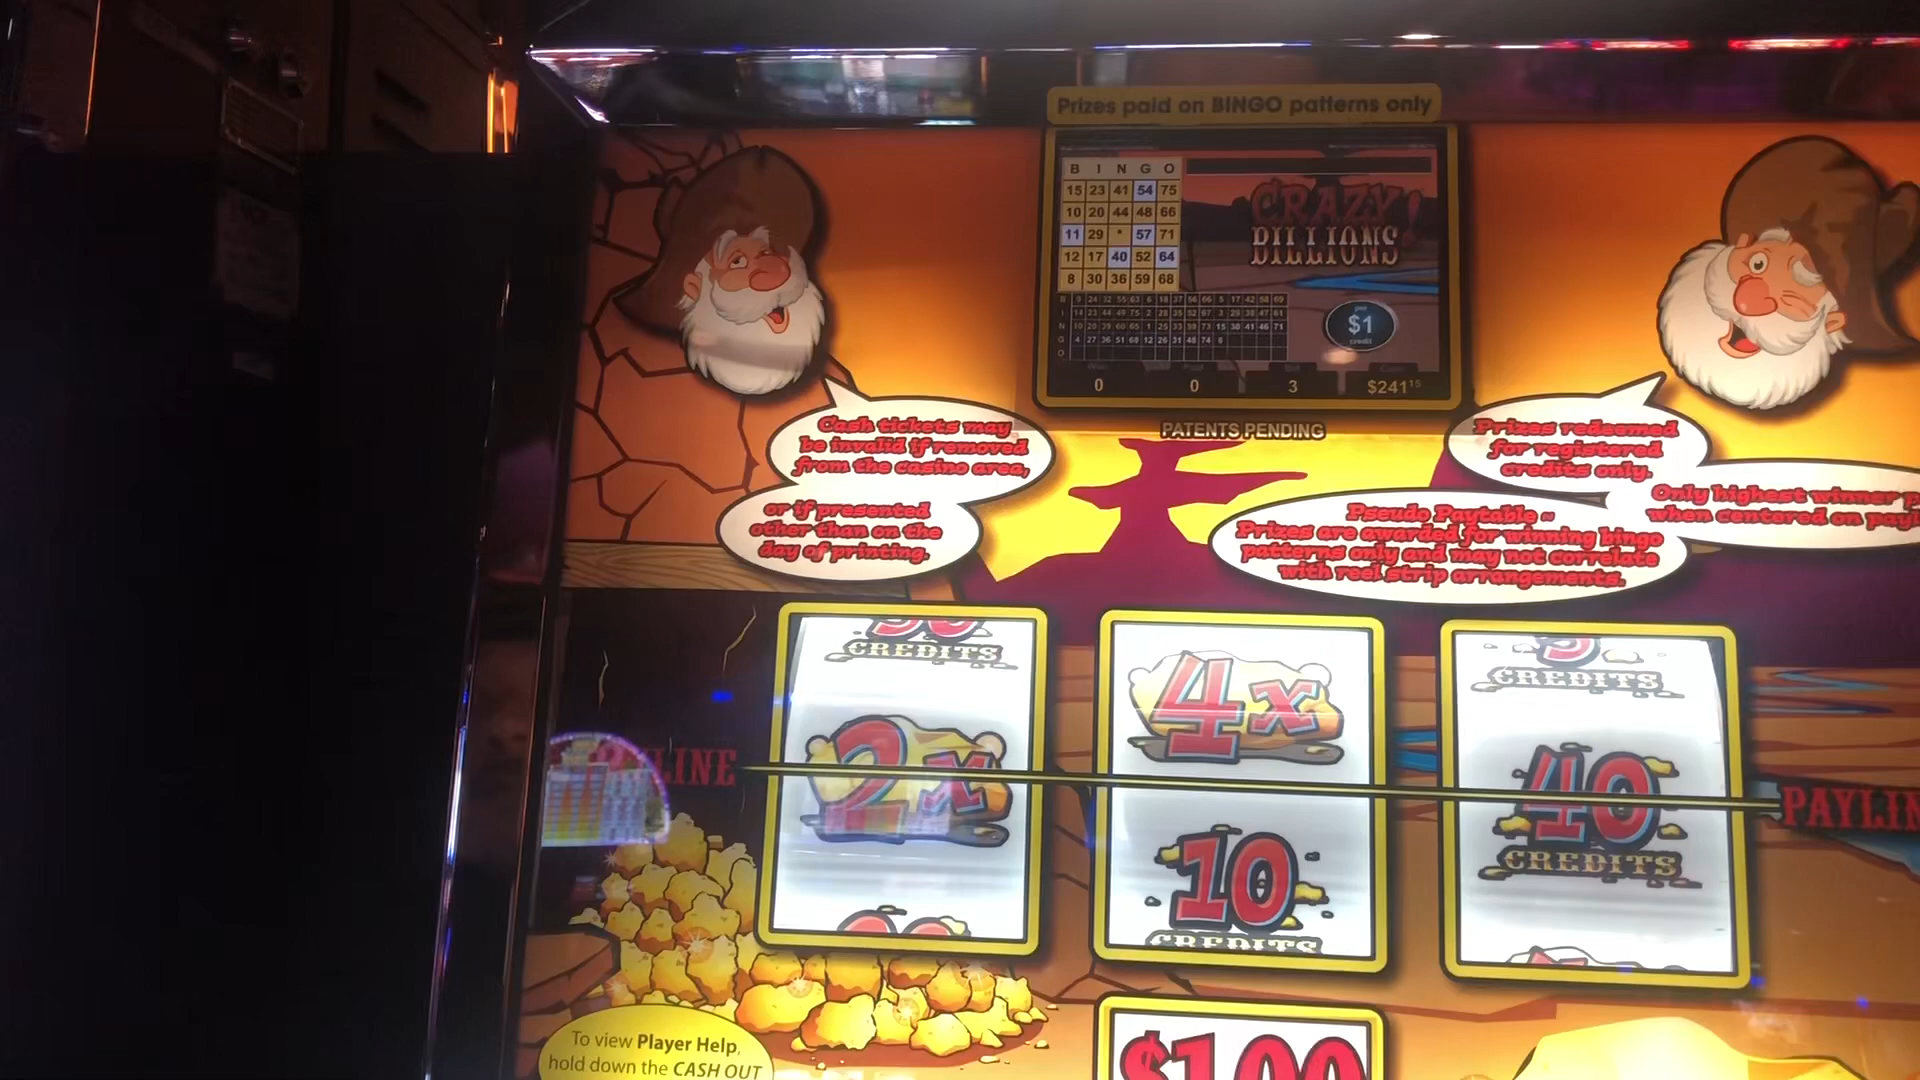 Prizes paid on BINGO patterns only
B I N G O
15 23 41 54 75
10 20 44 48 66
11 29 * 57 71
12 17 40 52 64
8 30 36 59 68
CRAZY!
BILLIONS
$1
credit
0 0 3 $241 15
PATENTS PENDING
Cash tickets may
be invalid if removed
from the casino area,
or if presented
other than on the
day of printing.
Prizes redeemed
for registered
credits only.
Only highest winner p
when centered on payl
Pseudo Paytable ~
Prizes are awarded for winning bingo
patterns only and may not correlate
with reel strip arrangements.
CREDITS
2x
4x
10
CREDITS
CREDITS
40
CREDITS
PAYLIN
$100
To view Player Help,
hold down the CASH OUT